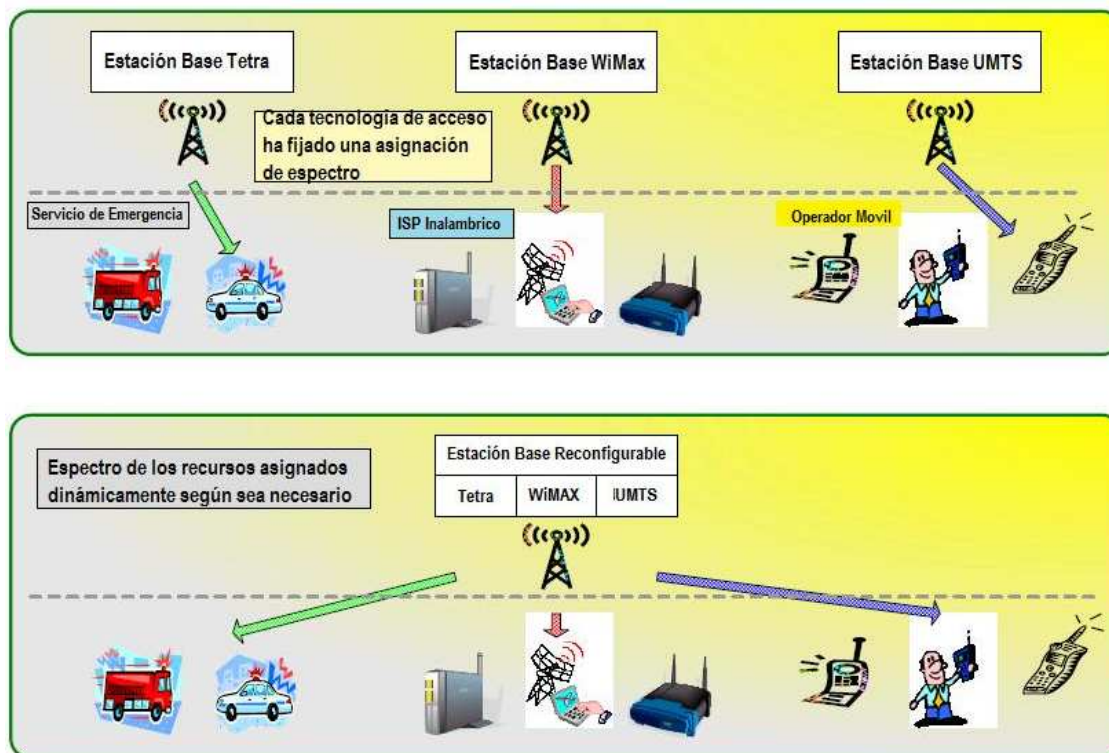 Estación Base Tetra
Estación Base WiMax
Estación Base UMTS
Cada tecnología de acceso
ha fijado una asignación
de espectro
Servicio de Emergencia
ISP Inalambrico
Operador Movil
Espectro de los recursos asignados
dinámicamente según sea necesario
Estación Base Reconfigurable
Tetra
WiMAX
UMTS